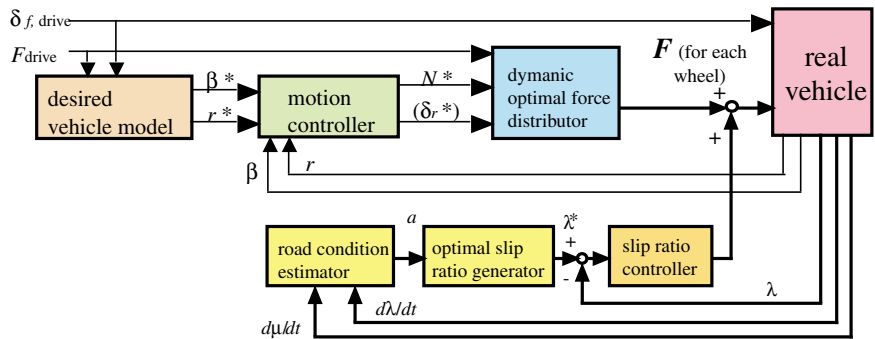 δ f, drive
F drive
desired
vehicle model
β *
r *
motion
controller
N *
(δr*)
dymanic
optimal force
distributor
F (for each
wheel)
+
+
real
vehicle
β
r
road condition
estimator
a
optimal slip
ratio generator
λ*
+
-
slip ratio
controller
λ
dλ/dt
dμ/dt